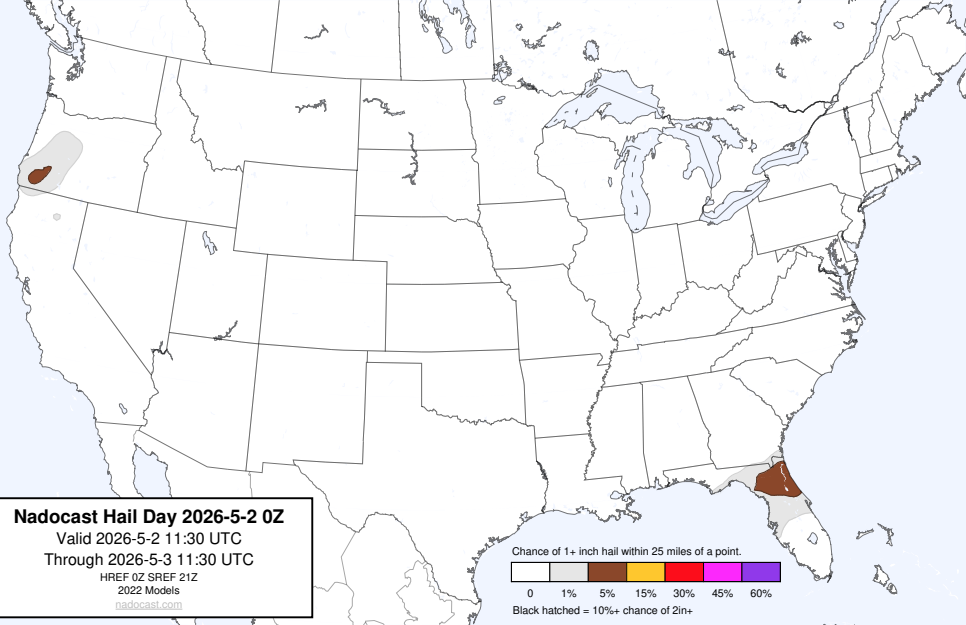 Nadocast Hail Day 2026-5-2 0Z
Valid 2026-5-2 11:30 UTC
Through 2026-5-3 11:30 UTC
HREF 0Z SREF 21Z
2022 Models
nadocast.com
Chance of 1+ inch hail within 25 miles of a point.
0 1% 5% 15% 30% 45% 60%
Black hatched = 10%+ chance of 2in+